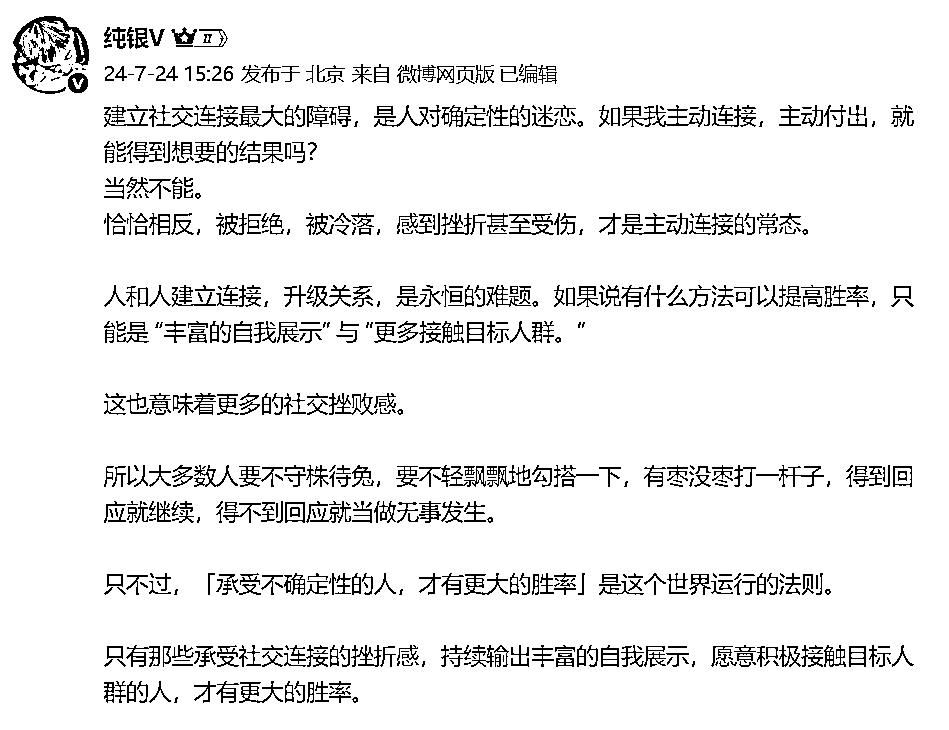 纯银V Ⅱ
24-7-24 15:26 发布于 北京 来自 微博网页版 已编辑
建立社交连接最大的障碍，是人对确定性的迷恋。如果我主动连接，主动付出，就
能得到想要的结果吗？
当然不能。
恰恰相反，被拒绝，被冷落，感到挫折甚至受伤，才是主动连接的常态。
人和人建立连接，升级关系，是永恒的难题。如果说有什么方法可以提高胜率，只
能是“丰富的自我展示”与“更多接触目标人群。”
这也意味着更多的社交挫败感。
所以大多数人要不守株待兔，要不轻飘飘地勾搭一下，有枣没枣打一杆子，得到回
应就继续，得不到回应就当做无事发生。
只不过，「承受不确定性的人，才有更大的胜率」是这个世界运行的法则。
只有那些承受社交连接的挫折感，持续输出丰富的自我展示，愿意积极接触目标人
群的人，才有更大的胜率。